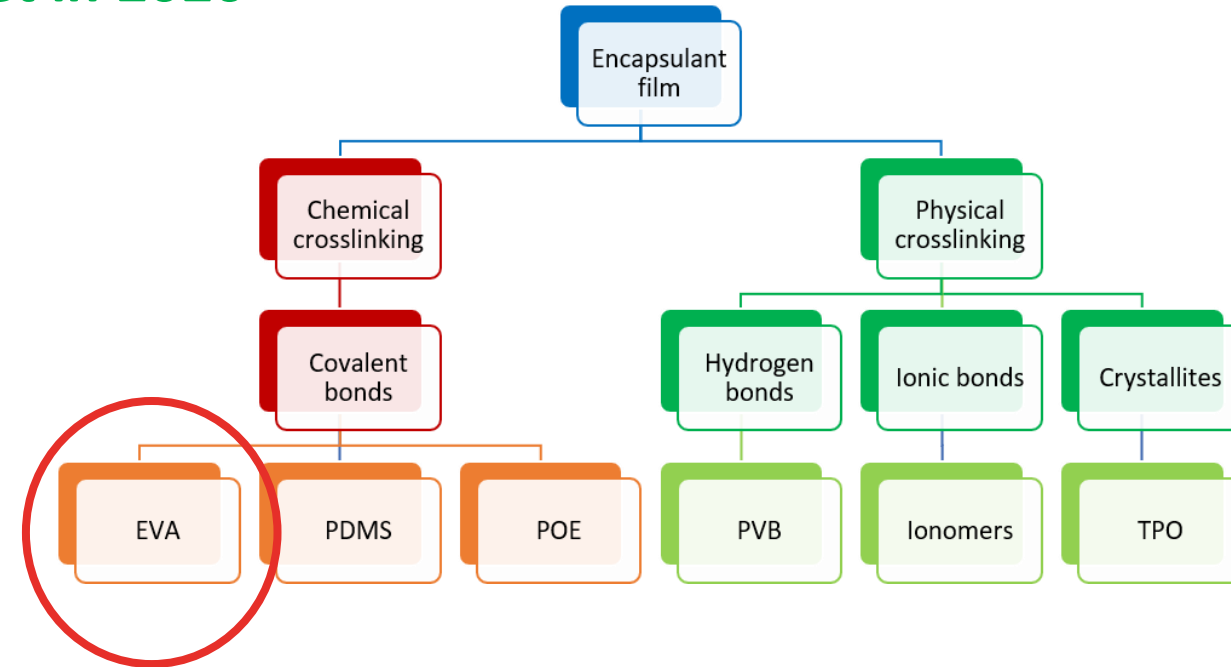 Encapsulant
film
Chemical
crosslinking
Physical
crosslinking
Covalent
bonds
Hydrogen
bonds
Ionic bonds
Crystallites
EVA
PDMS
POE
PVB
Ionomers
TPO